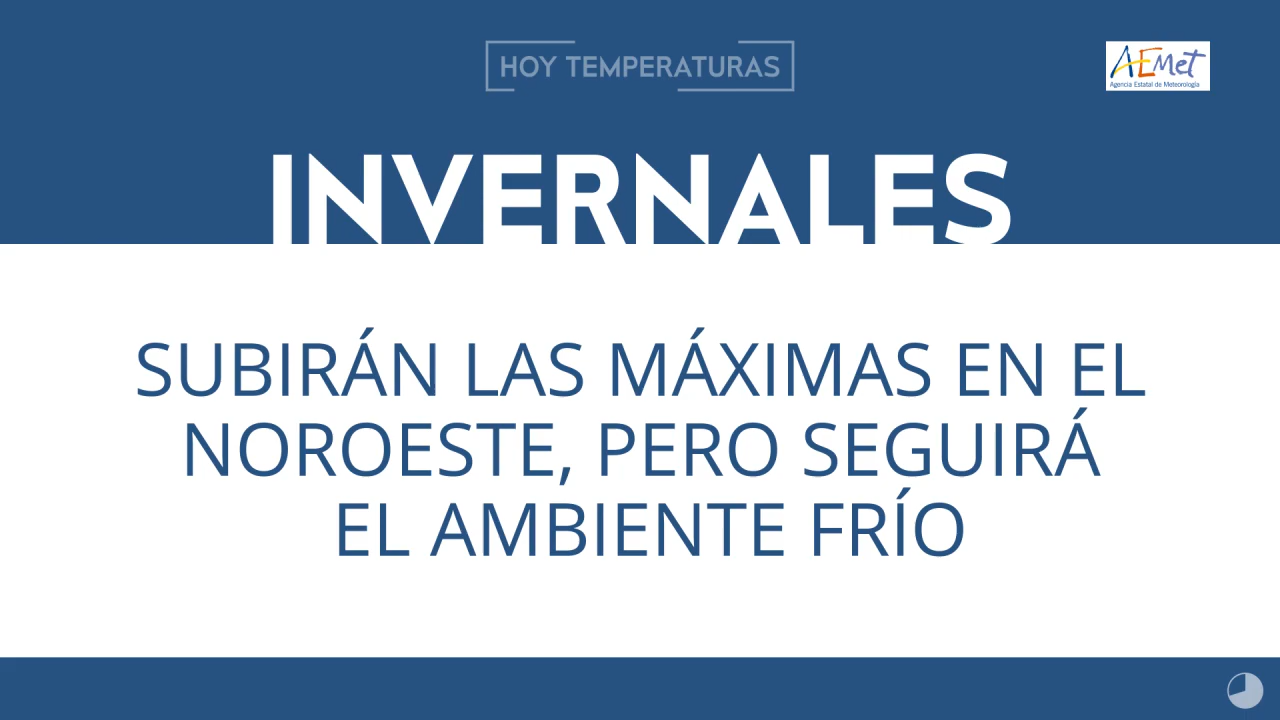 HOY TEMPERATURAS
AEMet
Agencia Estatal de Meteorología
INVERNALES
SUBIRÁN LAS MÁXIMAS EN EL
NOROESTE, PERO SEGUIRÁ
EL AMBIENTE FRÍO